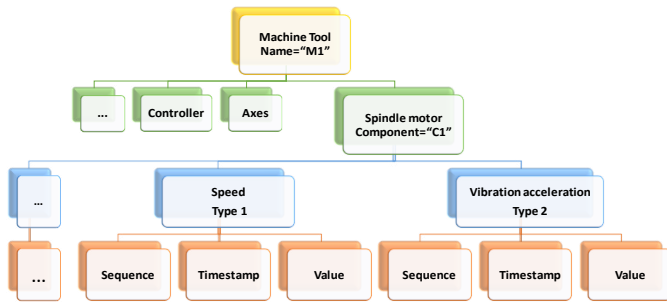 Machine Tool
Name=“M1”
...
Controller
Axes
Spindle motor
Component=“C1”
...
Speed
Type 1
Vibration acceleration
Type 2
...
Sequence
Timestamp
Value
Sequence
Timestamp
Value